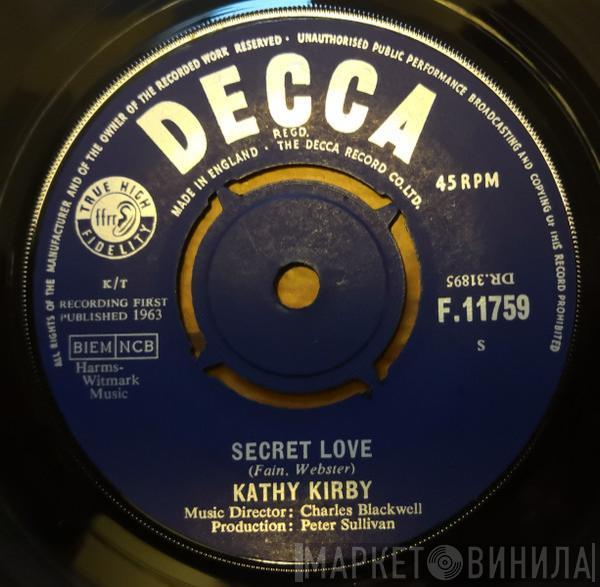 ALL RIGHTS OF THE MANUFACTURER AND OF THE OWNER OF THE RECORDED WORK RESERVED · UNAUTHORISED PUBLIC PERFORMANCE BROADCASTING AND COPYING OF THIS RECORD PROHIBITED
DECCA
REGD.
MADE IN ENGLAND · THE DECCA RECORD CO. LTD.
TRUE HIGH
ffrr
FIDELITY
45 RPM
K/T
RECORDING FIRST
PUBLISHED 1963
DR.31895
F.11759
BIEM NCB
S
Harms-
Witmark
Music
SECRET LOVE
(Fain, Webster)
KATHY KIRBY
Music Director: Charles Blackwell
Production: Peter Sullivan
МАРКЕТ ВИНИЛА